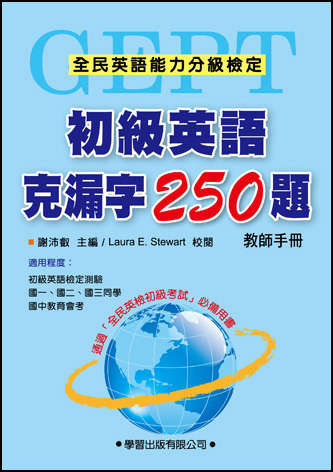 GEPT
全民英語能力分級檢定
初級英語
克漏字250題
■ 謝沛叡 主編 / Laura E. Stewart 校閱 教師手冊
適用程度：
初級英語檢定測驗
國一、國二、國三同學
國中教育會考
通過「全民英檢初級考試」必備用書
• 學習出版有限公司 •